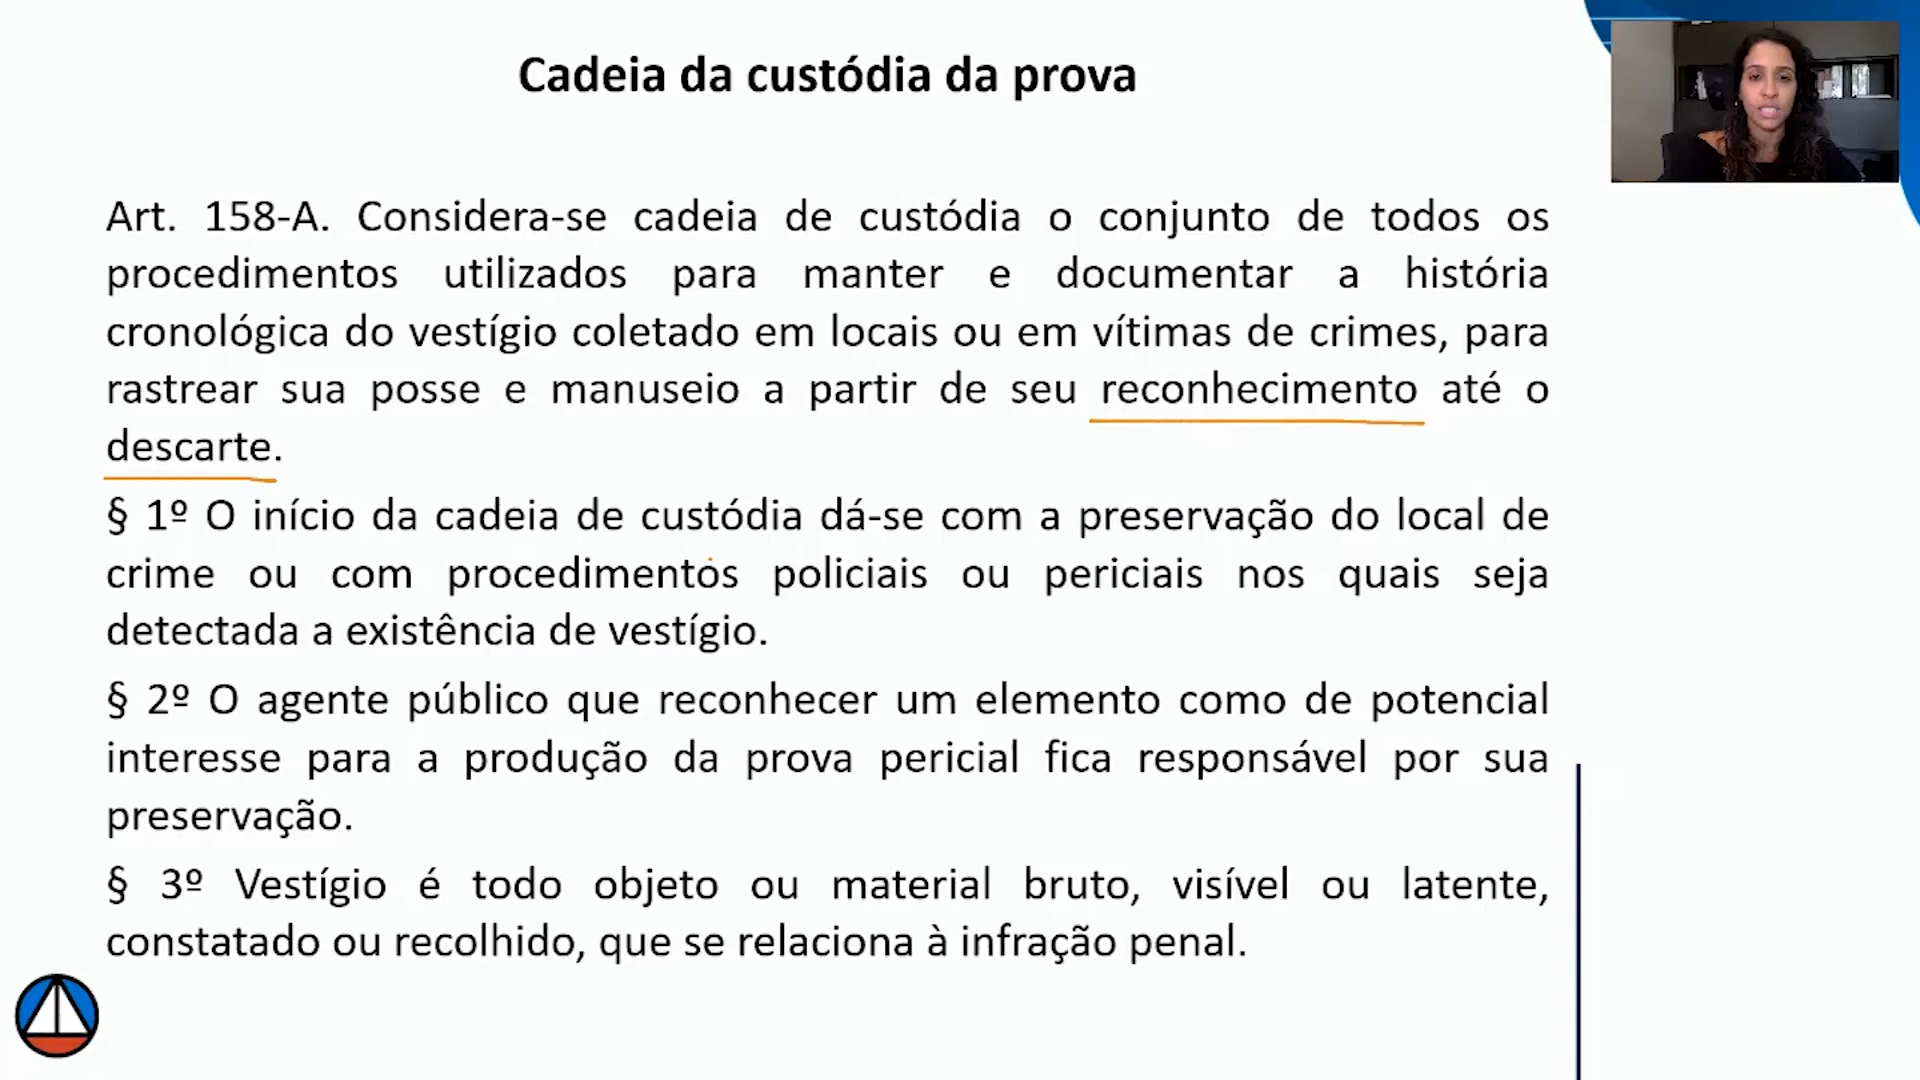 Cadeia da custódia da prova
Art. 158-A. Considera-se cadeia de custódia o conjunto de todos os
procedimentos utilizados para manter e documentar a história
cronológica do vestígio coletado em locais ou em vítimas de crimes, para
rastrear sua posse e manuseio a partir de seu reconhecimento até o
descarte.
§ 1º O início da cadeia de custódia dá-se com a preservação do local de
crime ou com procedimentos policiais ou periciais nos quais seja
detectada a existência de vestígio.
§ 2º O agente público que reconhecer um elemento como de potencial
interesse para a produção da prova pericial fica responsável por sua
preservação.
§ 3º Vestígio é todo objeto ou material bruto, visível ou latente,
constatado ou recolhido, que se relaciona à infração penal.